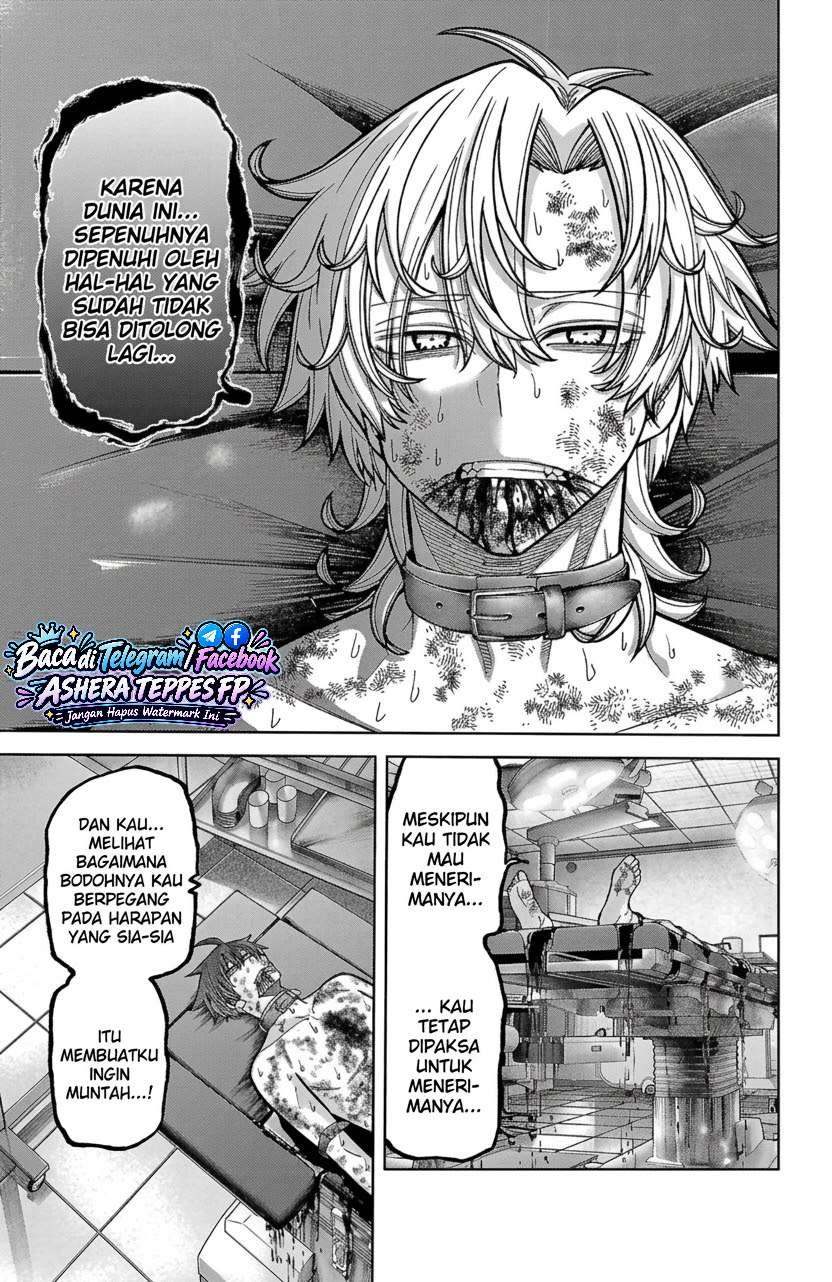 KARENA
DUNIA INI...
SEPENUHNYA
DIPENUHI OLEH
HAL-HAL YANG
SUDAH TIDAK
BISA DITOLONG
LAGI...
Baca di Telegram/Facebook
ASHERA TEPPES FP
Jangan Hapus Watermark Ini
MESKIPUN
KAU TIDAK
MAU
MENERI-
MANYA...
... KAU
TETAP
DIPAKSA
UNTUK
MENERI-
MANYA...
DAN KAU...
MELIHAT
BAGAIMANA
BODOHNYA KAU
BERPEGANG
PADA HARAPAN
YANG SIA-SIA
ITU
MEMBUATKU
INGIN
MUNTAH...!